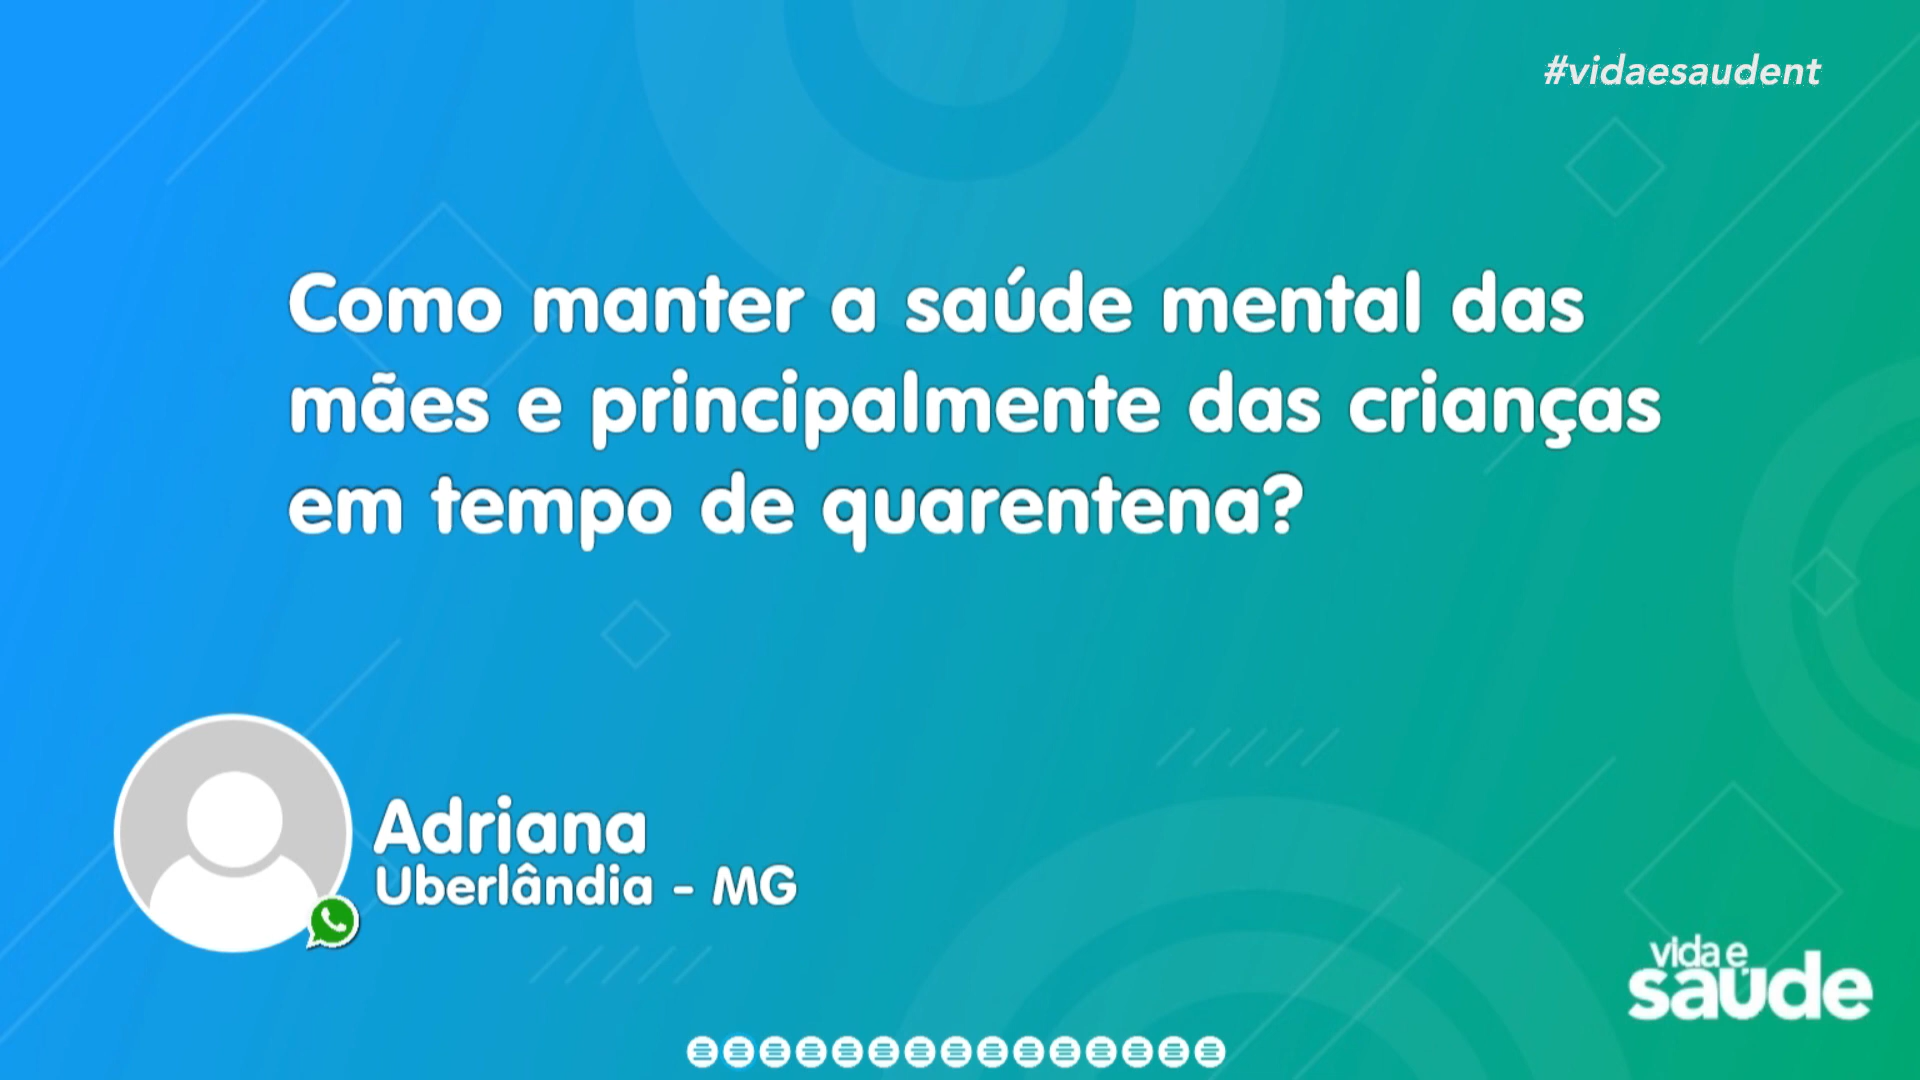 #vidaesaudent
Como manter a saúde mental das
mães e principalmente das crianças
em tempo de quarentena?
Adriana
Uberlândia - MG
vida e
saúde